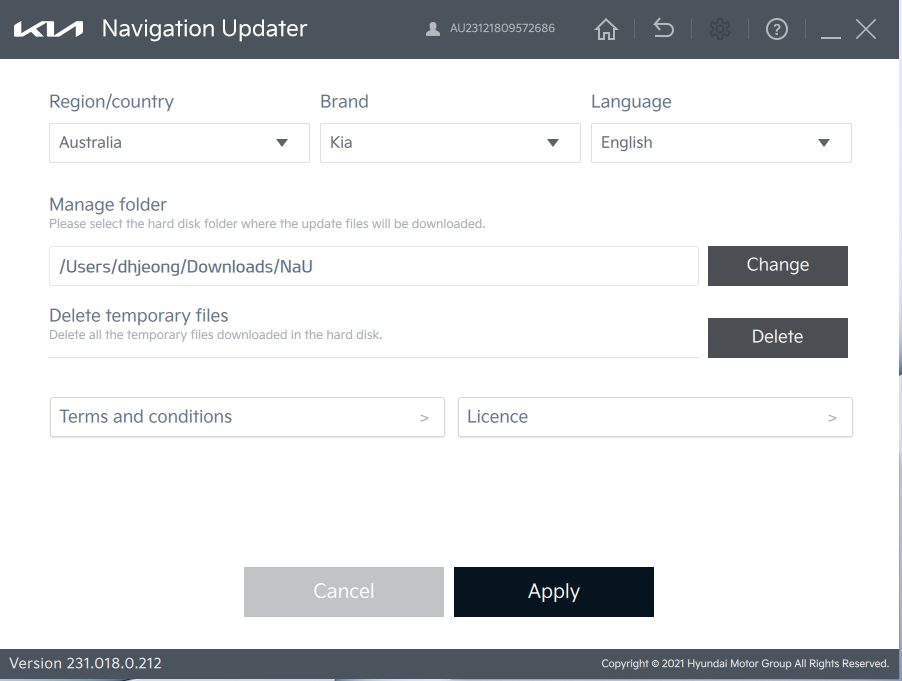 KIA Navigation Updater AU23121809572686 ?
Region/country Brand Language
Australia Kia English
Manage folder
Please select the hard disk folder where the update files will be downloaded.
/Users/dhjeong/Downloads/NaU Change
Delete temporary files
Delete all the temporary files downloaded in the hard disk.
Delete
Terms and conditions > Licence >
Cancel Apply
Version 231.018.0.212 Copyright © 2021 Hyundai Motor Group All Rights Reserved.